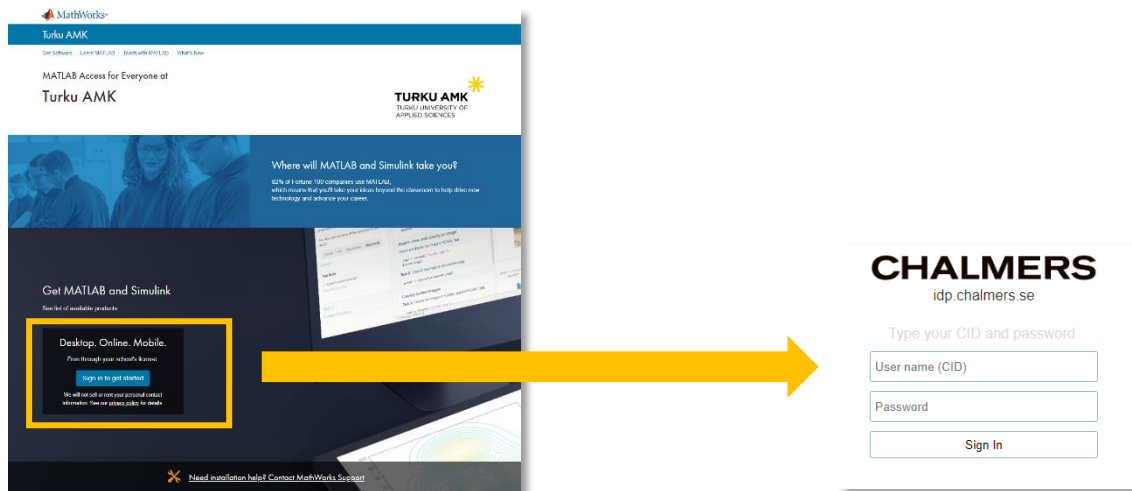 MathWorks®
Turku AMK
Get Software Learn MATLAB Teach with MATLAB What's New
MATLAB Access for Everyone at
Turku AMK
TURKU AMK
TURKU UNIVERSITY OF
APPLIED SCIENCES
Where will MATLAB and Simulink take you?
82% of Fortune 100 companies use MATLAB,
which means that you'll take your ideas beyond the classroom to help drive new
technology and advance your career.
Get MATLAB and Simulink
See list of available products
Desktop. Online. Mobile.
Free through your school's license
Sign in to get started
We will not sell or rent your personal contact
information. See our privacy policy for details
Need installation help? Contact MathWorks Support
CHALMERS
idp.chalmers.se
Type your CID and password.
User name (CID)
Password
Sign In